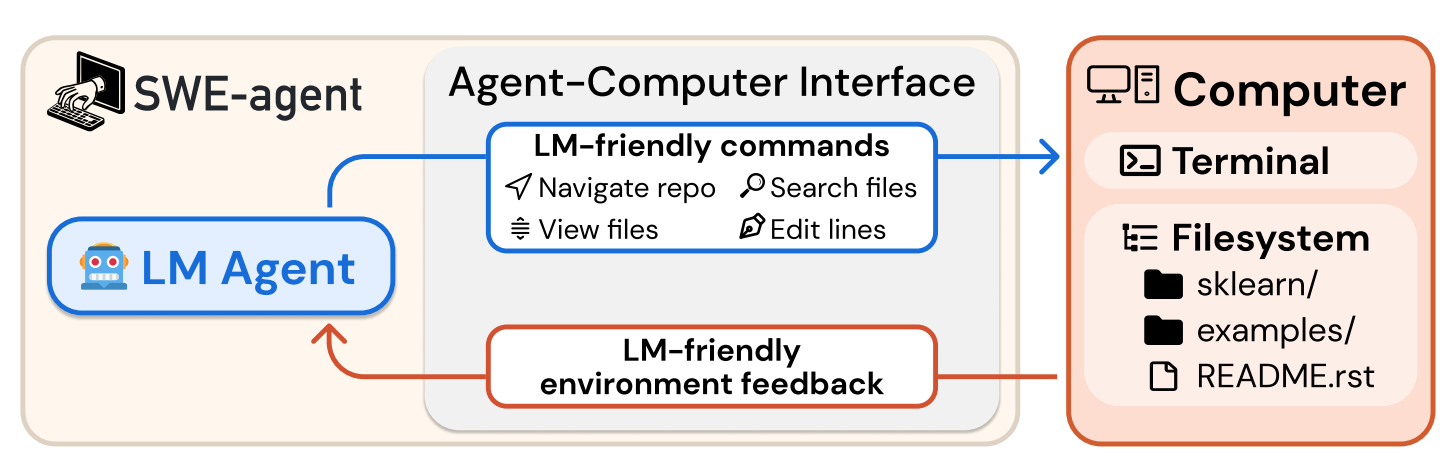 SWE-agent
Agent-Computer Interface
LM-friendly commands
Navigate repo
Search files
View files
Edit lines
LM Agent
LM-friendly
environment feedback
Computer
Terminal
Filesystem
sklearn/
examples/
README.rst